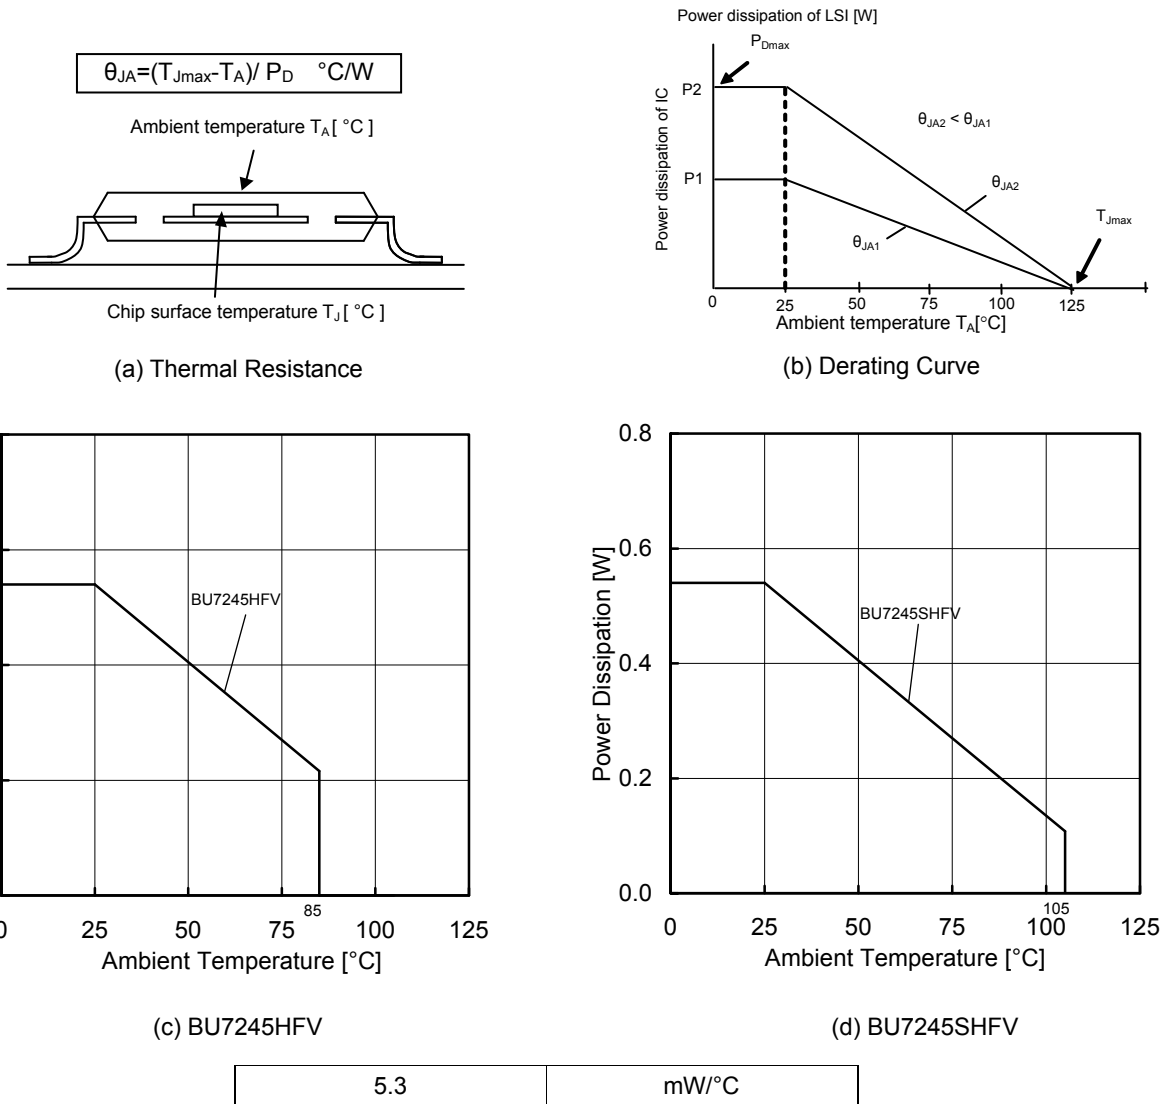 θJA=(TJmax-TA)/ PD °C/W
Ambient temperature TA [ °C ]
Chip surface temperature TJ [ °C ]
(a) Thermal Resistance
Power dissipation of LSI [W]
PDmax
Power dissipation of IC
P2
P1
θJA2 < θJA1
θJA2
θJA1
TJmax
0 25 50 75 100 125
Ambient temperature TA[°C]
(b) Derating Curve
BU7245HFV
85
0 25 50 75 100 125
Ambient Temperature [°C]
(c) BU7245HFV
Power Dissipation [W]
0.8
0.6
0.4
0.2
0.0
BU7245SHFV
105
0 25 50 75 100 125
Ambient Temperature [°C]
(d) BU7245SHFV
5.3 mW/°C